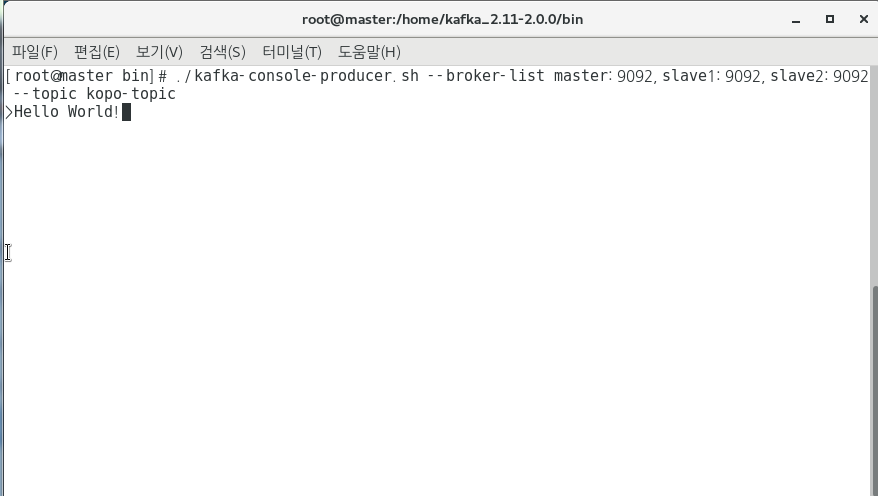 root@master:/home/kafka_2.11-2.0.0/bin
파일(F) 편집(E) 보기(V) 검색(S) 터미널(T) 도움말(H)
[root@master bin]# ./kafka-console-producer.sh --broker-list master:9092,slave1:9092,slave2:9092
--topic kopo-topic
>Hello World!